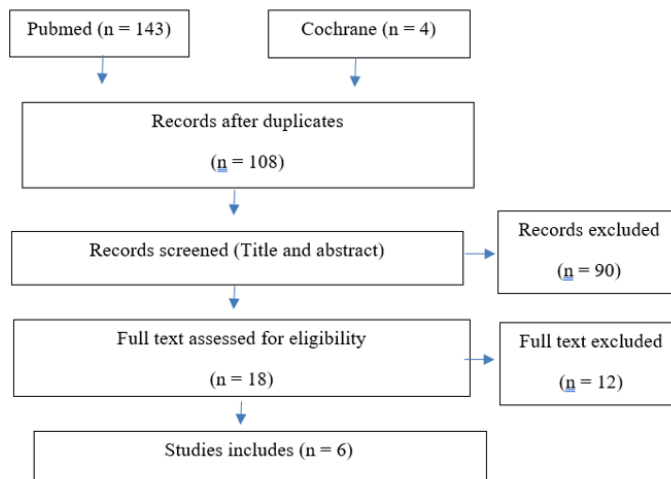 Pubmed (n = 143)
Cochrane (n = 4)
Records after duplicates
(n = 108)
Records screened (Title and abstract)
Records excluded
(n = 90)
Full text assessed for eligibility
(n = 18)
Full text excluded
(n = 12)
Studies includes (n = 6)